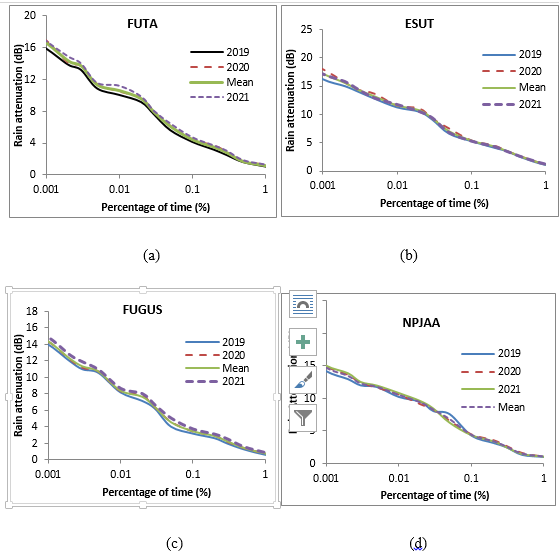 FUTA
Rain attenuation (dB)
20
16
12
8
4
0
0.001 0.01 0.1 1
Percentage of time (%)
2019
2020
Mean
2021
(a)
ESUT
Rain attenuation (dB)
25
20
15
10
5
0
0.001 0.01 0.1 1
Percentage of time (%)
2019
2020
Mean
2021
(b)
FUGUS
Rain attenuation (dB)
18
16
14
12
10
8
6
4
2
0
0.001 0.01 0.1 1
Percentage of time (%)
2019
2020
Mean
2021
(c)
NPJAA
15
10
5
0
0.001 0.01 0.1 1
Percentage of time (%)
2019
2020
2021
Mean
(d)